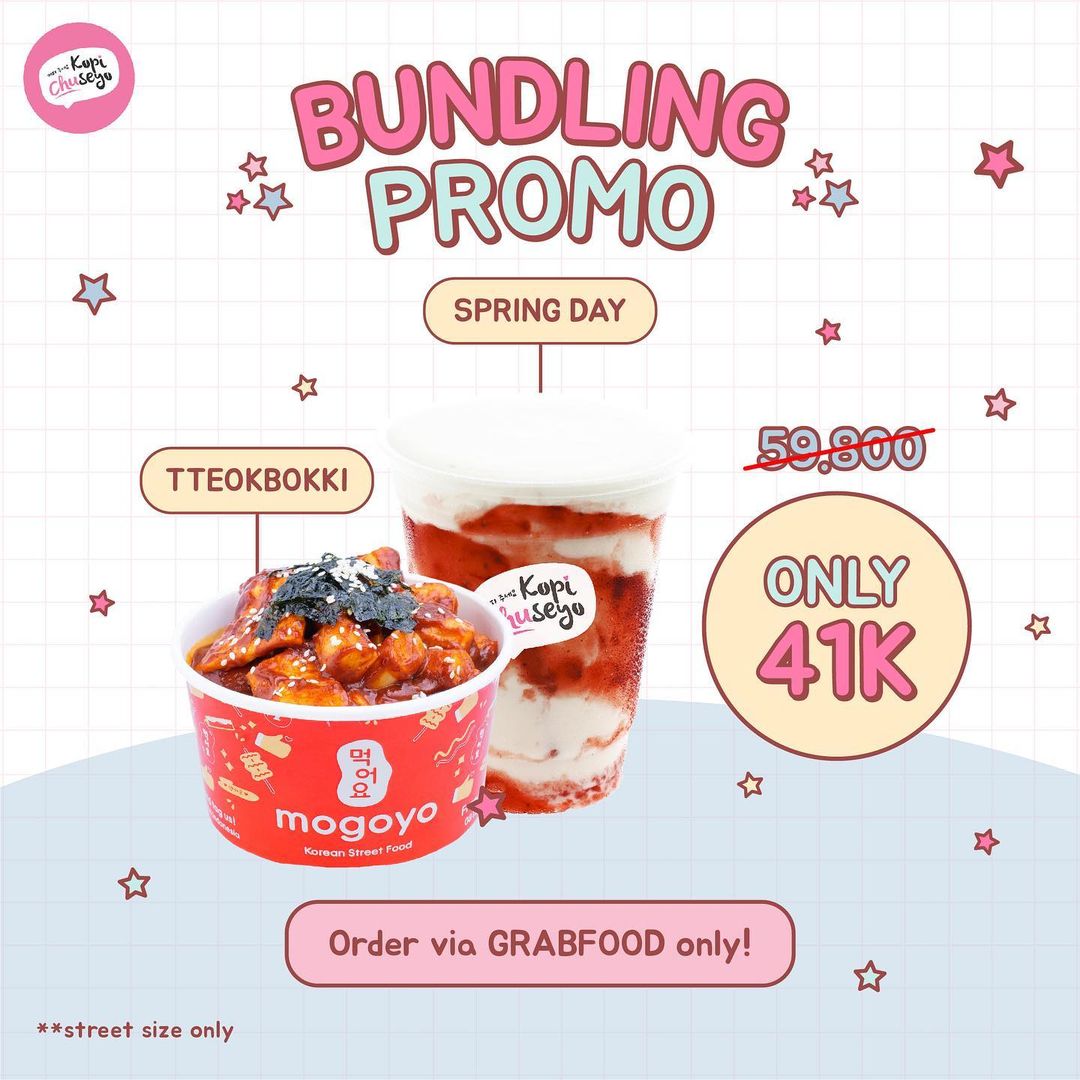 Kopi
chuseyo
BUNDLING
PROMO
SPRING DAY
TTEOKBOKKI
59.800
ONLY
41K
Kopi
chuseyo
먹
어
요
mogoyo
Korean Street Food
Order via GRABFOOD only!
**street size only